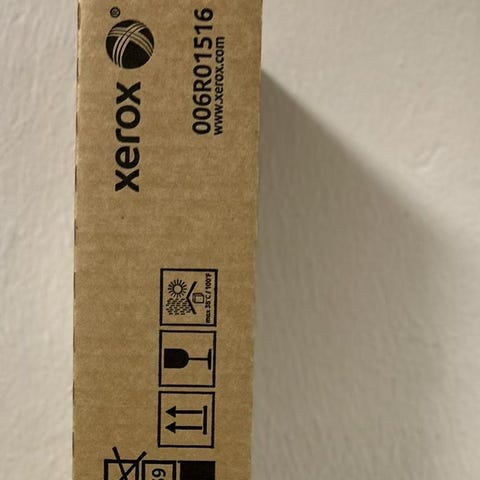 xerox ®
006R01516
www.xerox.com
max 38°C / 100°F